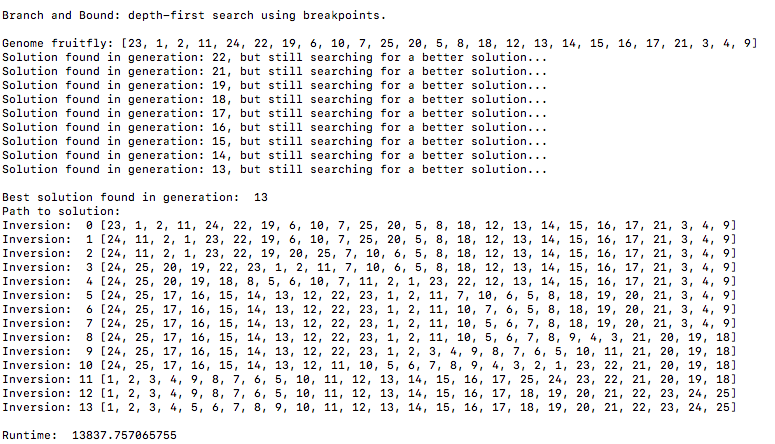 Branch and Bound: depth-first search using breakpoints.
Genome fruitfly: [23, 1, 2, 11, 24, 22, 19, 6, 10, 7, 25, 20, 5, 8, 18, 12, 13, 14, 15, 16, 17, 21, 3, 4, 9]
Solution found in generation: 22, but still searching for a better solution...
Solution found in generation: 21, but still searching for a better solution...
Solution found in generation: 19, but still searching for a better solution...
Solution found in generation: 18, but still searching for a better solution...
Solution found in generation: 17, but still searching for a better solution...
Solution found in generation: 16, but still searching for a better solution...
Solution found in generation: 15, but still searching for a better solution...
Solution found in generation: 14, but still searching for a better solution...
Solution found in generation: 13, but still searching for a better solution...
Best solution found in generation:  13
Path to solution:
Inversion:  0 [23, 1, 2, 11, 24, 22, 19, 6, 10, 7, 25, 20, 5, 8, 18, 12, 13, 14, 15, 16, 17, 21, 3, 4, 9]
Inversion:  1 [24, 11, 2, 1, 23, 22, 19, 6, 10, 7, 25, 20, 5, 8, 18, 12, 13, 14, 15, 16, 17, 21, 3, 4, 9]
Inversion:  2 [24, 11, 2, 1, 23, 22, 19, 20, 25, 7, 10, 6, 5, 8, 18, 12, 13, 14, 15, 16, 17, 21, 3, 4, 9]
Inversion:  3 [24, 25, 20, 19, 22, 23, 1, 2, 11, 7, 10, 6, 5, 8, 18, 12, 13, 14, 15, 16, 17, 21, 3, 4, 9]
Inversion:  4 [24, 25, 20, 19, 18, 8, 5, 6, 10, 7, 11, 2, 1, 23, 22, 12, 13, 14, 15, 16, 17, 21, 3, 4, 9]
Inversion:  5 [24, 25, 17, 16, 15, 14, 13, 12, 22, 23, 1, 2, 11, 7, 10, 6, 5, 8, 18, 19, 20, 21, 3, 4, 9]
Inversion:  6 [24, 25, 17, 16, 15, 14, 13, 12, 22, 23, 1, 2, 11, 10, 7, 6, 5, 8, 18, 19, 20, 21, 3, 4, 9]
Inversion:  7 [24, 25, 17, 16, 15, 14, 13, 12, 22, 23, 1, 2, 11, 10, 5, 6, 7, 8, 18, 19, 20, 21, 3, 4, 9]
Inversion:  8 [24, 25, 17, 16, 15, 14, 13, 12, 22, 23, 1, 2, 11, 10, 5, 6, 7, 8, 9, 4, 3, 21, 20, 19, 18]
Inversion:  9 [24, 25, 17, 16, 15, 14, 13, 12, 22, 23, 1, 2, 3, 4, 9, 8, 7, 6, 5, 10, 11, 21, 20, 19, 18]
Inversion: 10 [24, 25, 17, 16, 15, 14, 13, 12, 11, 10, 5, 6, 7, 8, 9, 4, 3, 2, 1, 23, 22, 21, 20, 19, 18]
Inversion: 11 [1, 2, 3, 4, 9, 8, 7, 6, 5, 10, 11, 12, 13, 14, 15, 16, 17, 25, 24, 23, 22, 21, 20, 19, 18]
Inversion: 12 [1, 2, 3, 4, 9, 8, 7, 6, 5, 10, 11, 12, 13, 14, 15, 16, 17, 18, 19, 20, 21, 22, 23, 24, 25]
Inversion: 13 [1, 2, 3, 4, 5, 6, 7, 8, 9, 10, 11, 12, 13, 14, 15, 16, 17, 18, 19, 20, 21, 22, 23, 24, 25]
Runtime:  13837.757065755